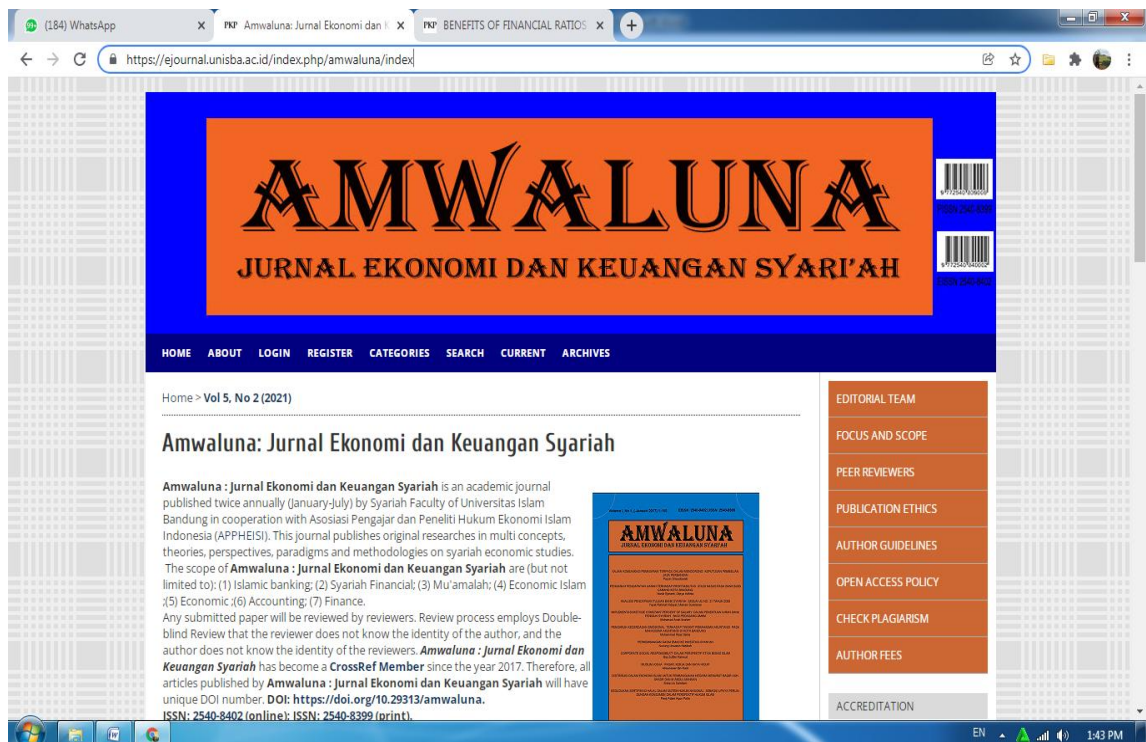 (184) WhatsApp
Amwaluna: Jurnal Ekonomi dan K
BENEFITS OF FINANCIAL RATIOS
https://ejournal.unisba.ac.id/index.php/amwaluna/index
AMWALUNA
JURNAL EKONOMI DAN KEUANGAN SYARI'AH
HOME ABOUT LOGIN REGISTER CATEGORIES SEARCH CURRENT ARCHIVES
Home > Vol 5, No 2 (2021)
Amwaluna: Jurnal Ekonomi dan Keuangan Syariah
Amwaluna : Jurnal Ekonomi dan Keuangan Syariah is an academic journal
published twice annually (January-July) by Syariah Faculty of Universitas Islam
Bandung in cooperation with Asosiasi Pengajar dan Peneliti Hukum Ekonomi Islam
Indonesia (APPHEISI). This journal publishes original researches in multi concepts,
theories, perspectives, paradigms and methodologies on syariah economic studies.
The scope of Amwaluna : Jurnal Ekonomi dan Keuangan Syariah are (but not
limited to): (1) Islamic banking; (2) Syariah Financial; (3) Mu'amalah; (4) Economic Islam
;(5) Economic ;(6) Accounting; (7) Finance.
Any submitted paper will be reviewed by reviewers. Review process employs Double-
blind Review that the reviewer does not know the identity of the author, and the
author does not know the identity of the reviewers. Amwaluna : Jurnal Ekonomi dan
Keuangan Syariah has become a CrossRef Member since the year 2017. Therefore, all
articles published by Amwaluna : Jurnal Ekonomi dan Keuangan Syariah will have
unique DOI number. DOI: https://doi.org/10.29313/amwaluna.
ISSN: 2540-8402 (online); ISSN: 2540-8399 (print).
AMWALUNA
JURNAL EKONOMI DAN KEUANGAN SYARI'AH
EDITORIAL TEAM
FOCUS AND SCOPE
PEER REVIEWERS
PUBLICATION ETHICS
AUTHOR GUIDELINES
OPEN ACCESS POLICY
CHECK PLAGIARISM
AUTHOR FEES
ACCREDITATION
EN
1:43 PM